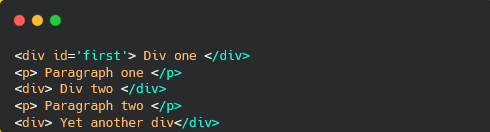 <div id='first'> Div one </div>
<p> Paragraph one </p>
<div> Div two </div>
<p> Paragraph two </p>
<div> Yet another div</div>